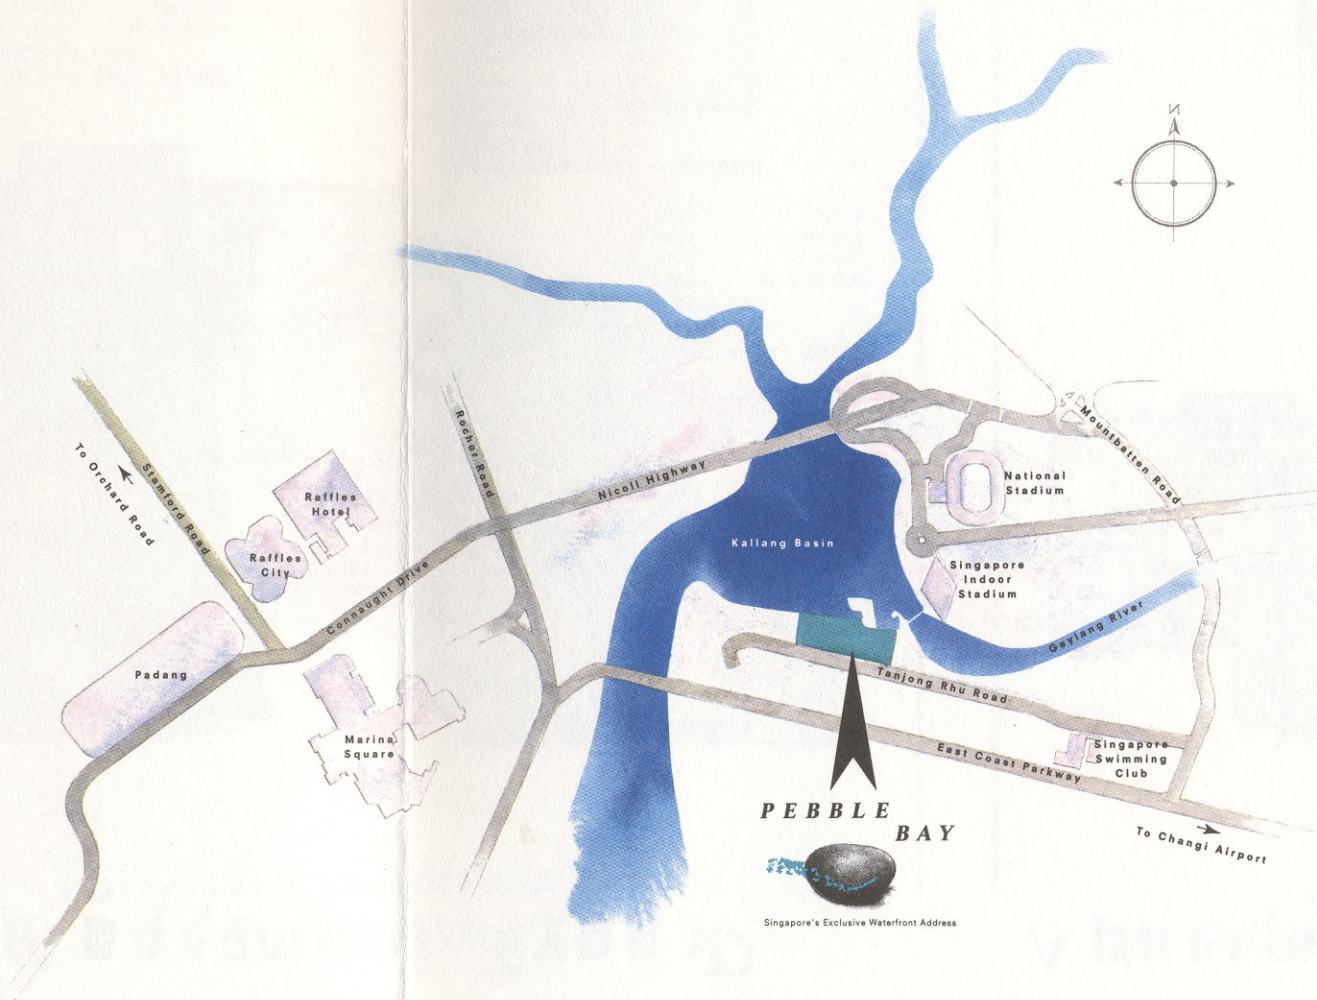 N
To Orchard Road
Stamford Road
Rochor Road
Raffles
Hotel
Raffles
City
Connaught Drive
Padang
Marina
Square
Nicoll Highway
Kallang Basin
National
Stadium
Mountbatten Road
Singapore
Indoor
Stadium
Geylang River
Tanjong Rhu Road
East Coast Parkway
Singapore
Swimming
Club
To Changi Airport
PEBBLE
BAY
Singapore's Exclusive Waterfront Address